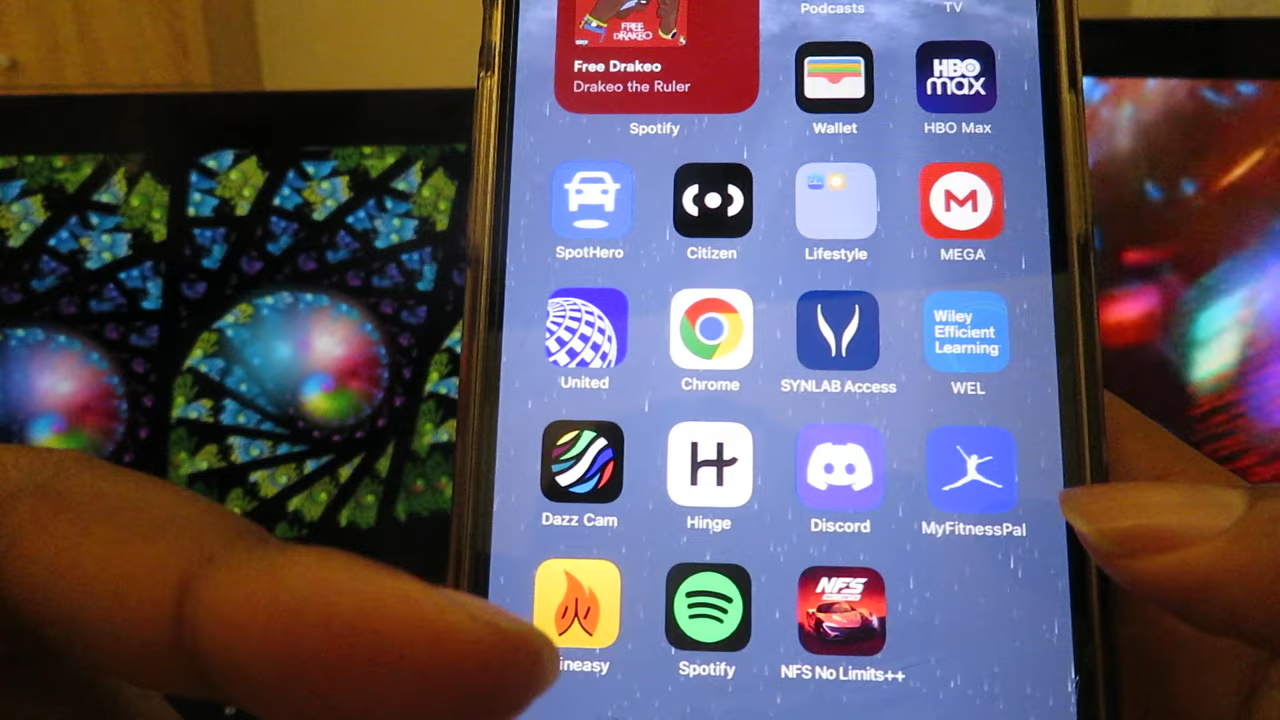 Podcasts
TV
FREE
DRAKEO
Free Drakeo
Drakeo the Ruler
Spotify
Wallet
HBO
max
HBO Max
SpotHero
Citizen
Lifestyle
M
MEGA
United
Chrome
SYNLAB Access
Wiley
Efficient
Learning
WEL
Dazz Cam
H
Hinge
Discord
MyFitnessPal
ineasy
Spotify
NFS
NFS No Limits++